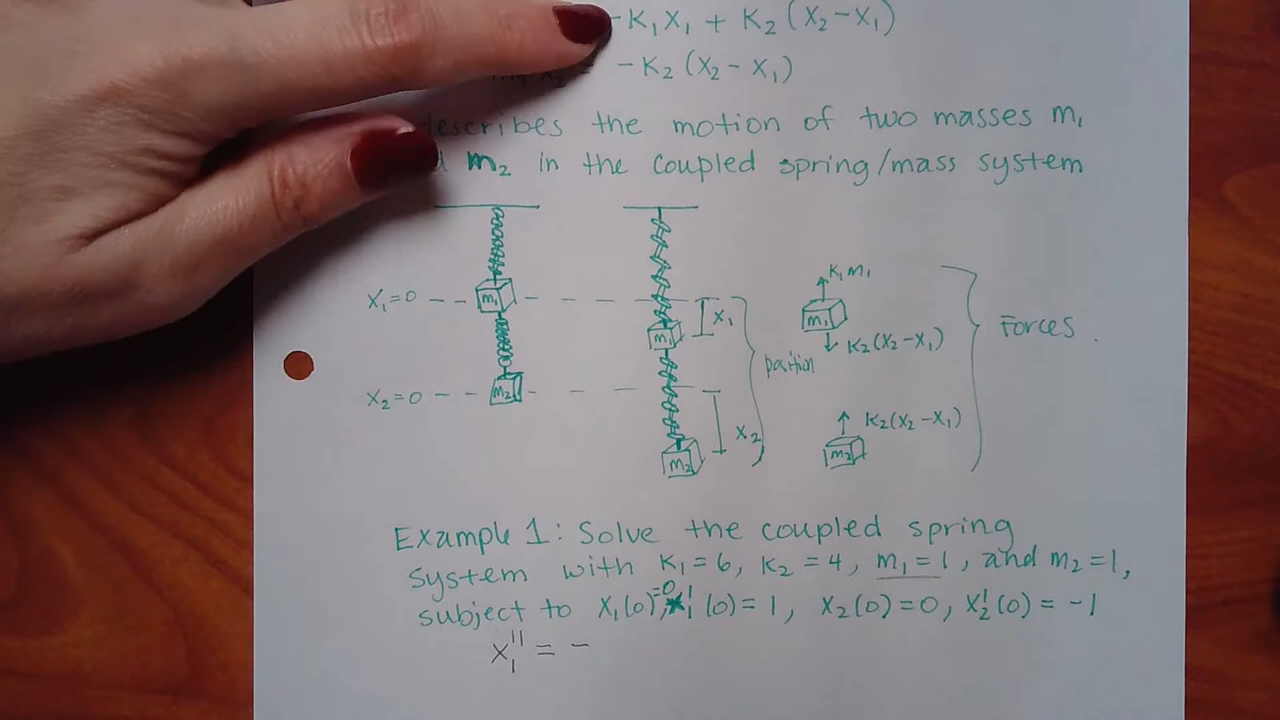 -K₁X₁ + K₂(X₂-X₁)
-K₂(X₂-X₁)
describes the motion of two masses m₁
m₂ in the coupled spring/mass system
X₁=0
m₁
X₂=0
m₂
m₁
X₁
X₂
m₂
position
K₁m₁
m₁
K₂(X₂-X₁)
K₂(X₂-X₁)
m₂
Forces.
Example 1: Solve the coupled spring
system with K₁=6, K₂=4, m₁=1, and m₂=1,
subject to X₁(0)=0, X₁'(0)=1, X₂(0)=0, X₂'(0)=-1
X₁'' = -